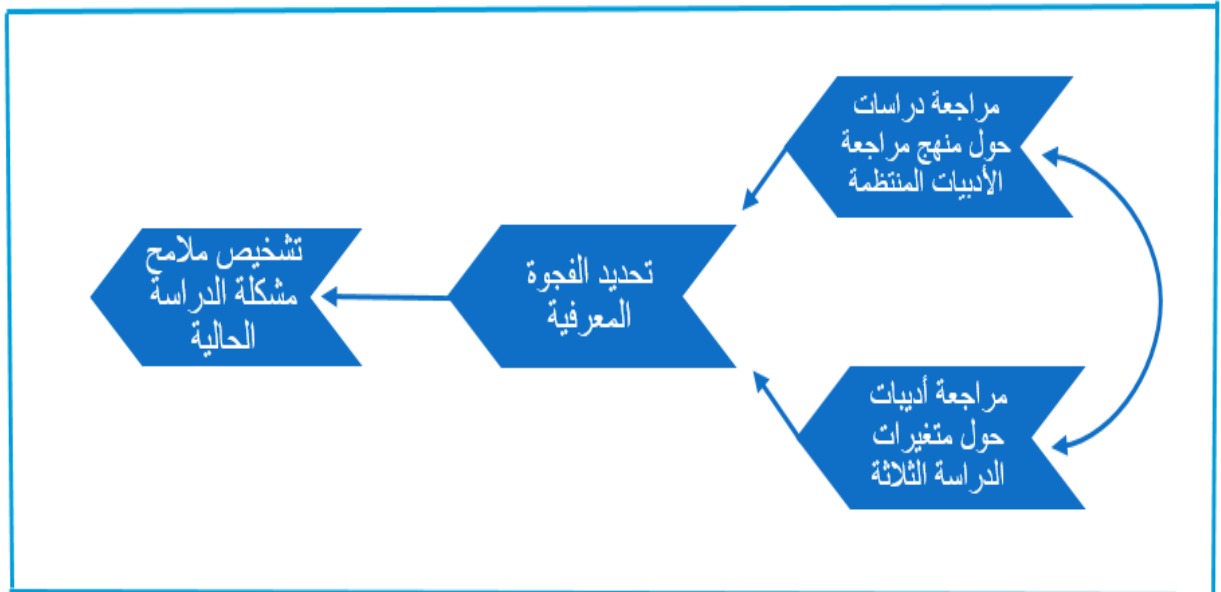 مراجعة دراسات
حول منهج مراجعة
الأدبيات المنتظمة
مراجعة أديبات
حول متغيرات
الدراسة الثلاثة
تحديد الفجوة
المعرفية
تشخيص ملامح
مشكلة الدراسة
الحالية